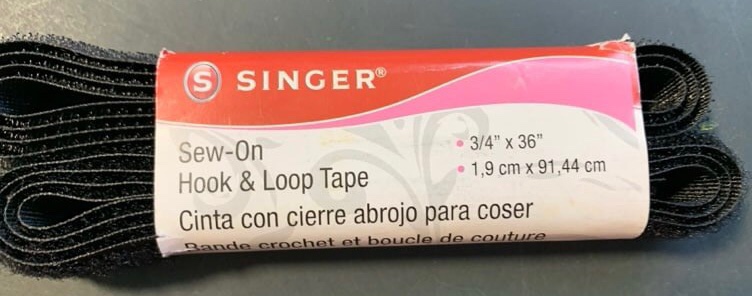 S SINGER®
Sew-On
Hook & Loop Tape
• 3/4” x 36”
• 1,9 cm x 91,44 cm
Cinta con cierre abrojo para coser
Bande crochet et boucle de couture